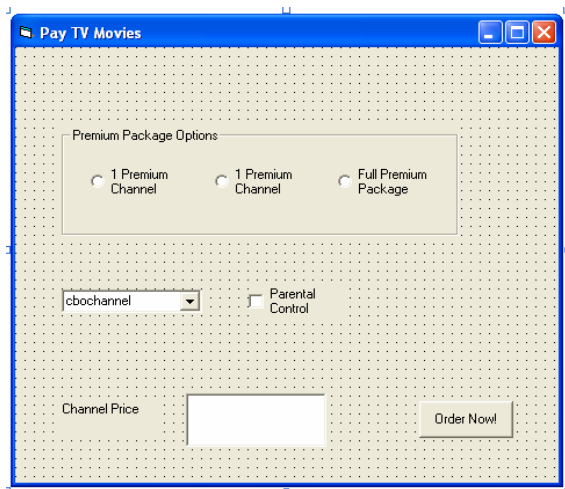 Pay TV Movies
Premium Package Options
1 Premium
Channel
1 Premium
Channel
Full Premium
Package
cbochannel
Parental
Control
Channel Price
Order Now!